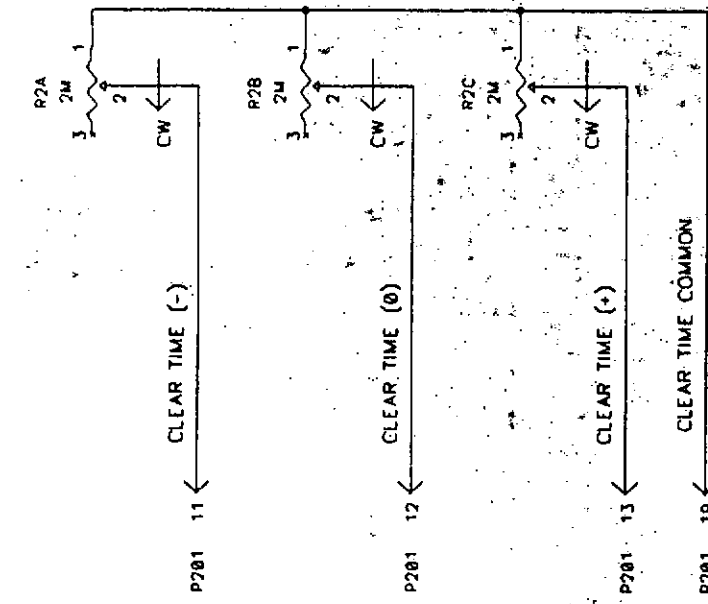 R2A
2M
1
2
3
CW
CLEAR TIME (-)
P201 11
R2B
2M
1
2
3
CW
CLEAR TIME (0)
P201 12
R2C
2M
1
2
3
CW
CLEAR TIME (+)
P201 13
CLEAR TIME COMMON
P201